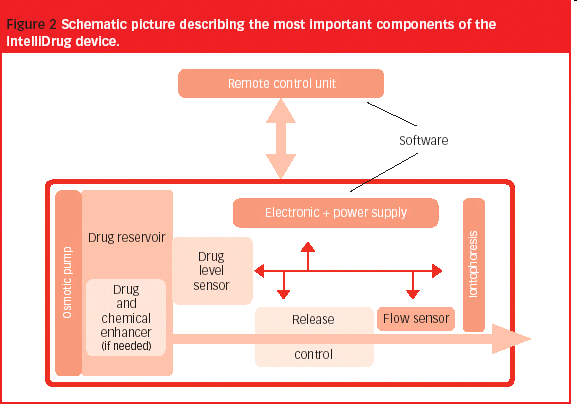 Figure 2 Schematic picture describing the most important components of the
IntelliDrug device.
Remote control unit
Software
Electronic + power supply
Osmotic pump
Drug reservoir
Drug
level
sensor
Iontophoresis
Drug
and
chemical
enhancer
(if needed)
Release
control
Flow sensor